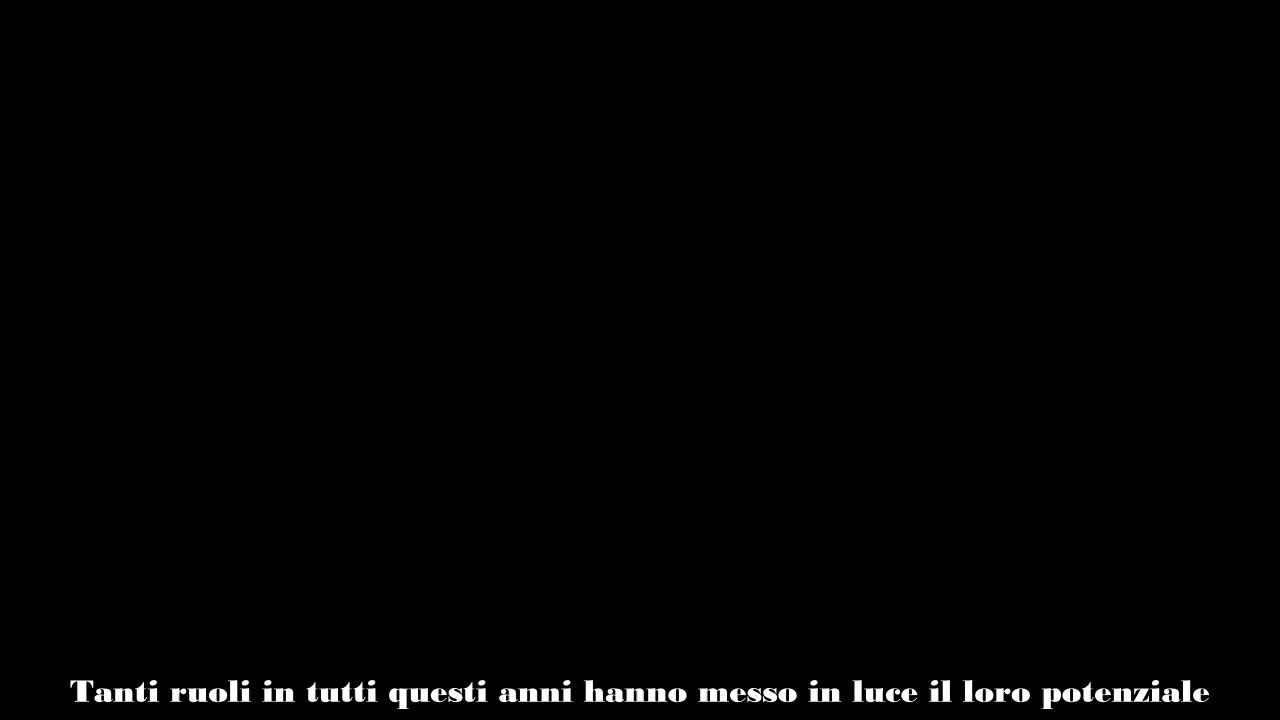 Tanti ruoli in tutti questi anni hanno messo in luce il loro potenziale